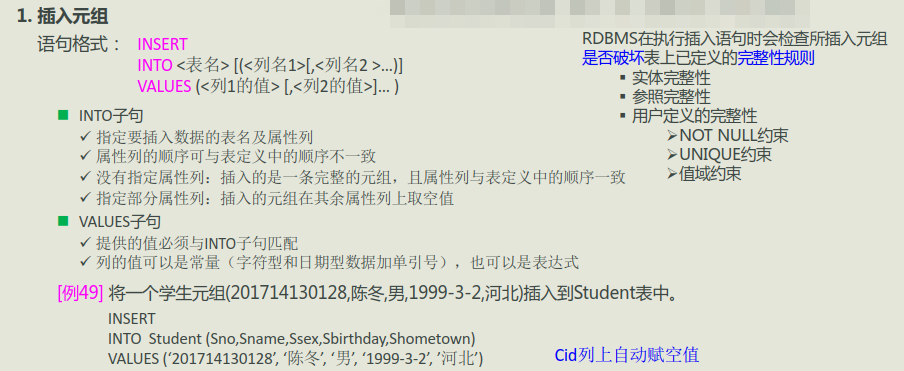 1. 插入元组
语句格式： INSERT
INTO <表名> [(<列名1>[,<列名2 >...)]
VALUES (<列1的值> [,<列2的值>]... )
RDBMS在执行插入语句时会检查所插入元组
是否破坏表上已定义的完整性规则
▪ 实体完整性
▪ 参照完整性
▪ 用户定义的完整性
➢NOT NULL约束
➢UNIQUE约束
➢值域约束
■ INTO子句
✓ 指定要插入数据的表名及属性列
✓ 属性列的顺序可与表定义中的顺序不一致
✓ 没有指定属性列：插入的是一条完整的元组，且属性列与表定义中的顺序一致
✓ 指定部分属性列：插入的元组在其余属性列上取空值
■ VALUES子句
✓ 提供的值必须与INTO子句匹配
✓ 列的值可以是常量（字符型和日期型数据加单引号），也可以是表达式
[例49] 将一个学生元组(201714130128,陈冬,男,1999-3-2,河北)插入到Student表中。
INSERT
INTO Student (Sno,Sname,Ssex,Sbirthday,Shometown)
VALUES (‘201714130128’, ‘陈冬’, ‘男’, ‘1999-3-2’, ’河北’)
Cid列上自动赋空值